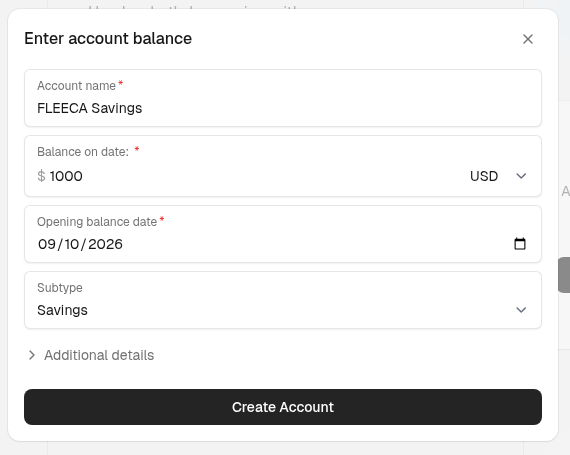 Enter account balance
Account name *
FLEECA Savings
Balance on date: *
$ 1000 USD
Opening balance date *
09/10/2026
Subtype
Savings
Additional details
Create Account